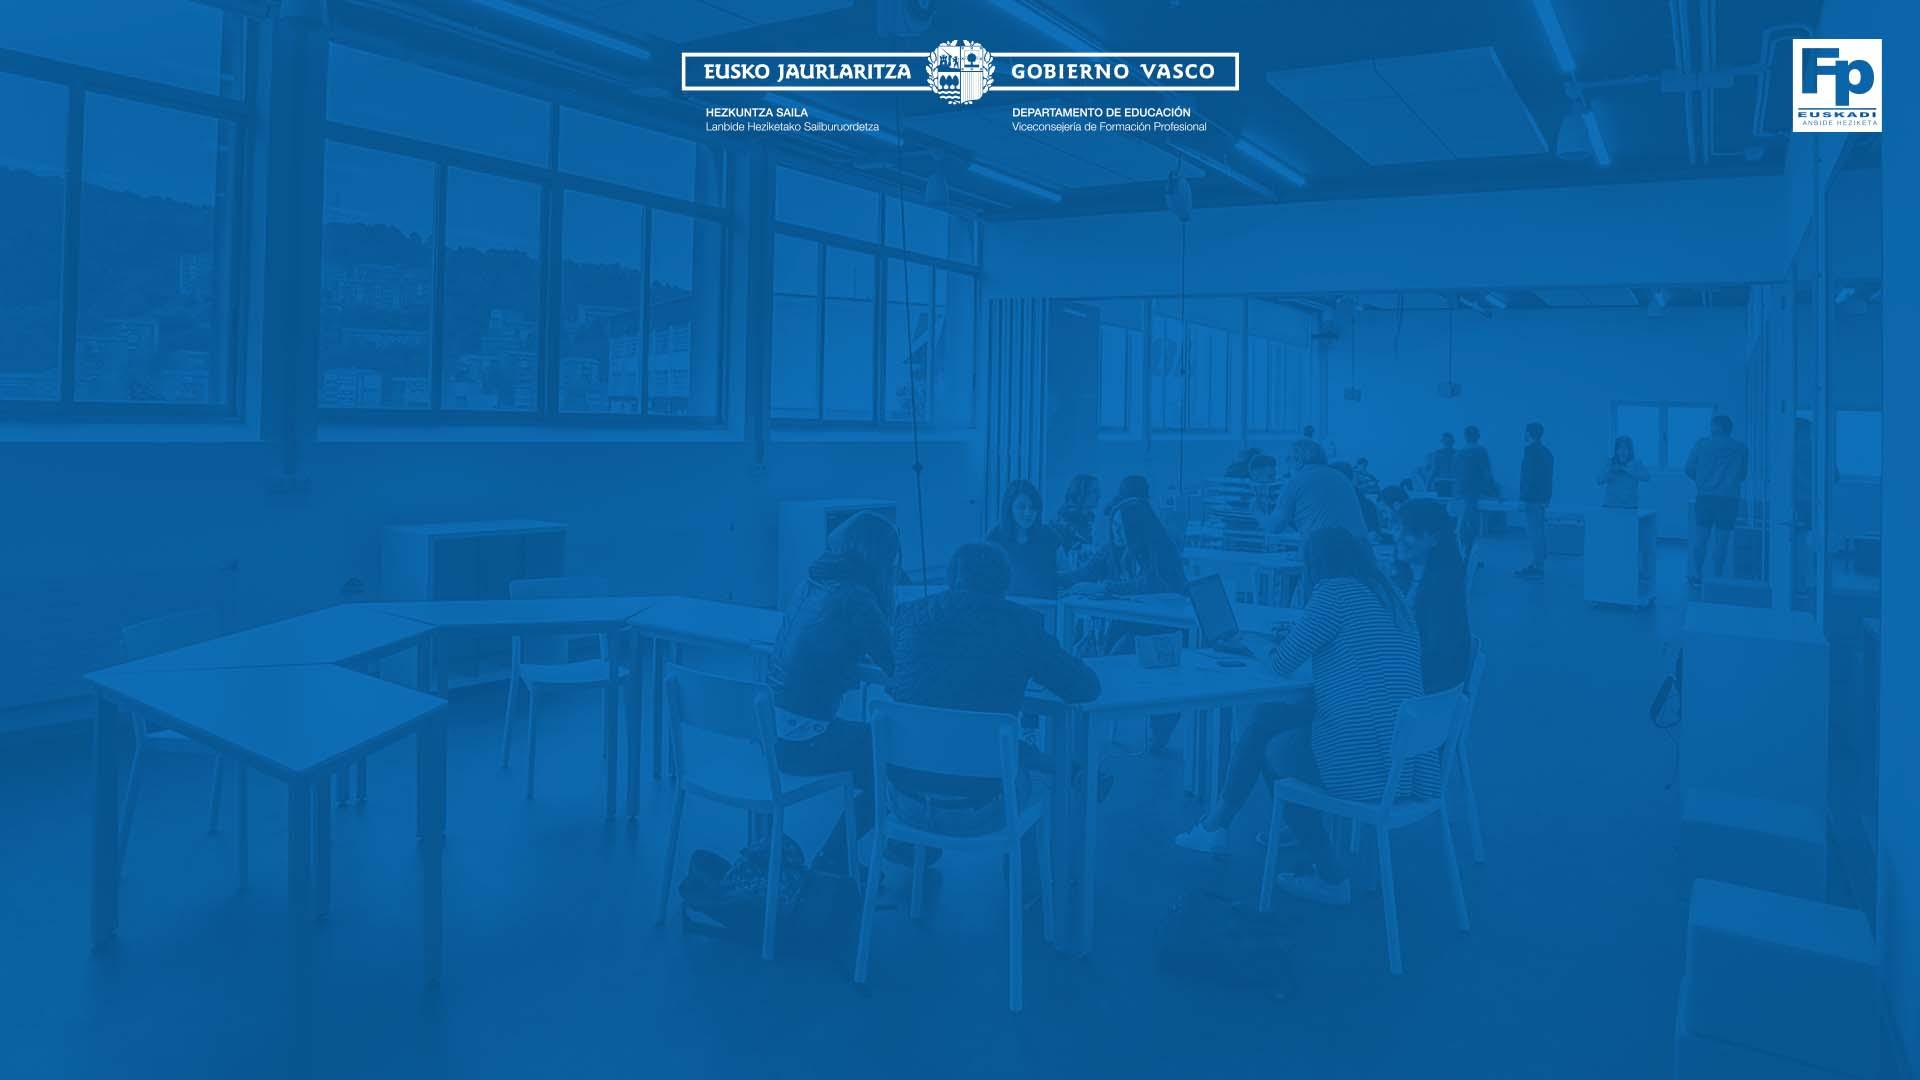 EUSKO JAURLARITZA GOBIERNO VASCO
HEZKUNTZA SAILA
Lanbide Heziketako Sailburuordetza
DEPARTAMENTO DE EDUCACIÓN
Viceconsejería de Formación Profesional
Fp
EUSKADI
LANBIDE HEZIKETA